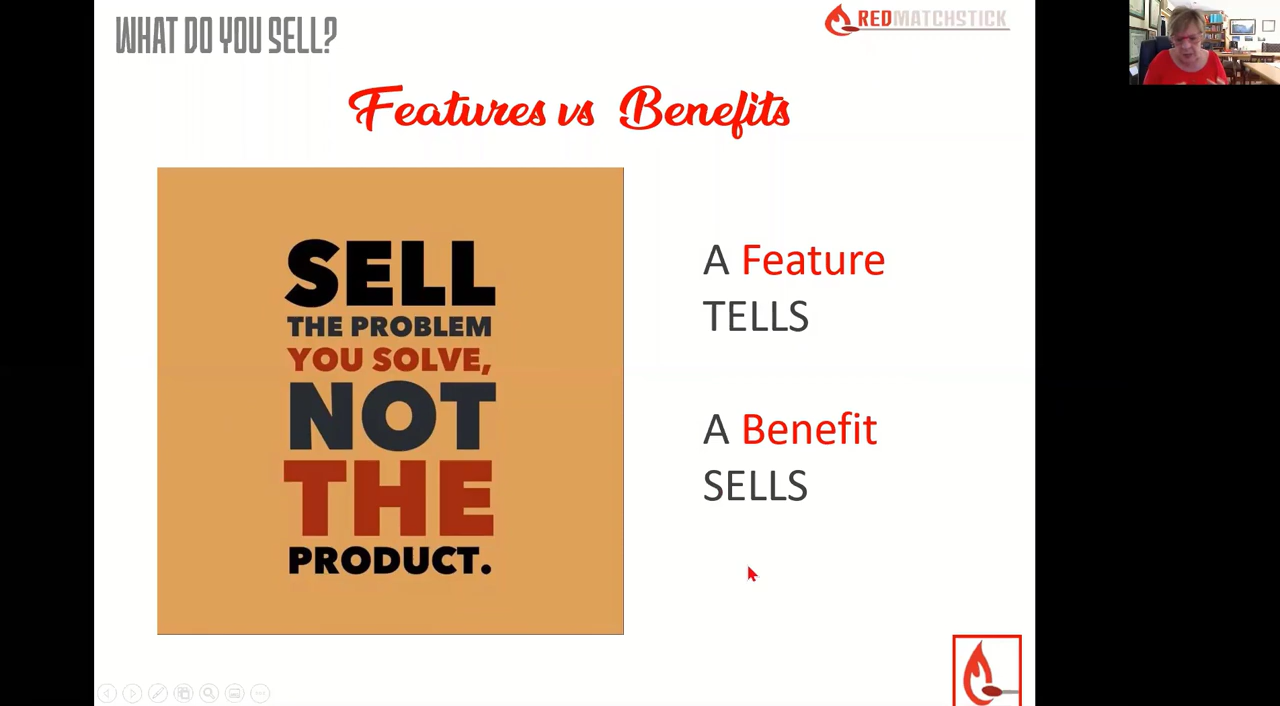 WHAT DO YOU SELL?
REDMATCHSTICK
Features vs Benefits
SELL
THE PROBLEM
YOU SOLVE,
NOT
THE
PRODUCT.
A Feature
TELLS
A Benefit
SELLS